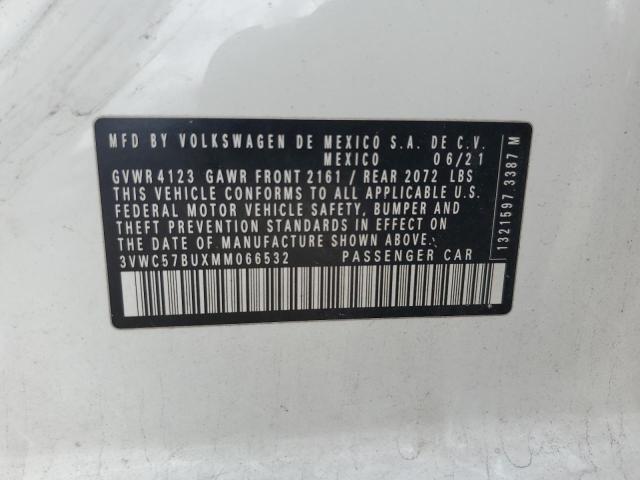 MFD BY VOLKSWAGEN DE MEXICO S.A. DE C.V.
MEXICO 06/21
GVWR 4123 GAWR FRONT 2161 / REAR 2072 LBS
THIS VEHICLE CONFORMS TO ALL APPLICABLE U.S.
FEDERAL MOTOR VEHICLE SAFETY, BUMPER AND
THEFT PREVENTION STANDARDS IN EFFECT ON THE
DATE OF MANUFACTURE SHOWN ABOVE.
3VWC57BUXMM066532 PASSENGER CAR
1321597.3387 M